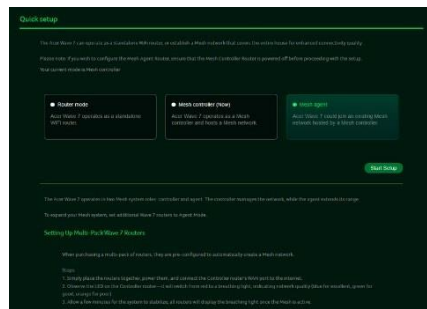 Quick setup
The Acer Wave 7 can operate as a standalone WiFi router, or establish a Mesh network that covers the entire house for enhanced connectivity quality.
Please note: If you wish to configure the Mesh Agent Router, ensure that the Mesh Controller Router is powered off before proceeding with the setup.
Your current mode is Mesh controller
Router mode
Acer Wave 7 operates as a standalone
WiFi router.
Mesh controller (Now)
Acer Wave 7 operates as a Mesh
controller and hosts a Mesh network
Mesh agent
Acer Wave 7 could join an existing Mesh
network hosted by a Mesh controller
Start Setup
The Acer Wave 7 operates in two Mesh system roles: controller and agent. The controller manages the network, while the agent extends its range.
To expand your Mesh system, set additional Wave 7 routers to Agent Mode.
Setting Up Multi-Pack Wave 7 Routers
When purchasing a multi-pack of routers, they are pre-configured to automatically create a Mesh network.
Steps:
1. Simply place the routers together, power them, and connect the Controller router's WAN port to the internet.
2. Observe the LED on the Controller router—it will switch from red to a breathing light, indicating network quality (blue for excellent, green for
good, orange for poor)
3. Allow a few minutes for the system to stabilize, all routers will display the breathing light once the Mesh is active.